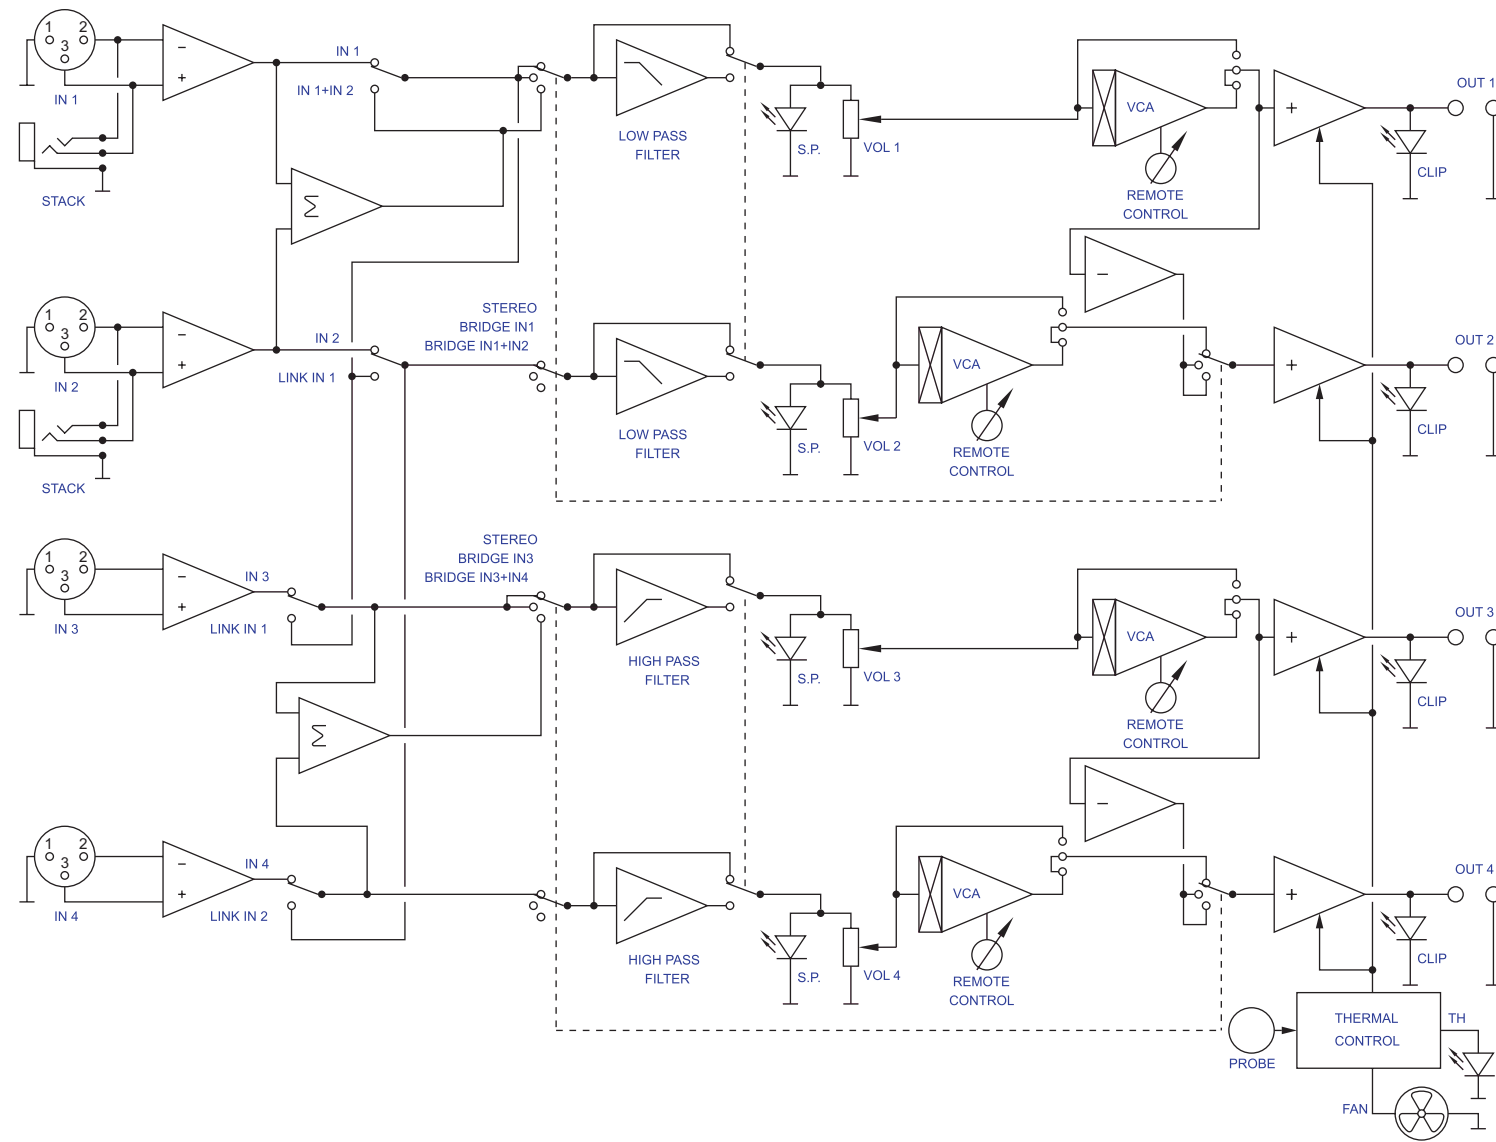 1 2
3
IN 1
STACK
−
+
IN 1
IN 1+IN 2
LOW PASS
FILTER
S.P.
VOL 1
VCA
REMOTE
CONTROL
+
OUT 1
CLIP
Σ
1 2
3
IN 2
STACK
−
+
IN 2
LINK IN 1
STEREO
BRIDGE IN1
BRIDGE IN1+IN2
LOW PASS
FILTER
S.P.
VOL 2
VCA
REMOTE
CONTROL
−
+
OUT 2
CLIP
1 2
3
IN 3
−
+
IN 3
LINK IN 1
STEREO
BRIDGE IN3
BRIDGE IN3+IN4
HIGH PASS
FILTER
S.P.
VOL 3
VCA
REMOTE
CONTROL
+
OUT 3
CLIP
Σ
1 2
3
IN 4
−
+
IN 4
LINK IN 2
HIGH PASS
FILTER
S.P.
VOL 4
VCA
REMOTE
CONTROL
−
+
OUT 4
CLIP
PROBE
THERMAL
CONTROL
TH
FAN